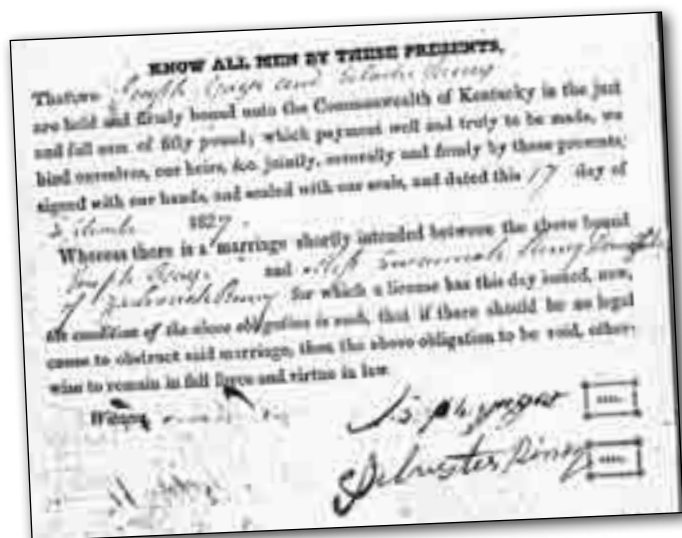 KNOW ALL MEN BY THESE PRESENTS,
That we Joseph and
are held and firmly bound unto the Commonwealth of Kentucky in the just
and full sum of fifty pounds; which payment well and truly to be made, we
bind ourselves, our heirs, &c. jointly, severally and firmly by these presents;
signed with our hands, and sealed with our seals, and dated this 17 day of
1827.
Whereas there is a marriage shortly intended between the above bound
Joseph and Miss Susannah
of for which a license has this day issued, now,
the condition of the above obligation is such, that if there should be no legal
cause to obstruct said marriage, then the above obligation to be void, other-
wise to remain in full force and virtue in law.
Witness
Joseph